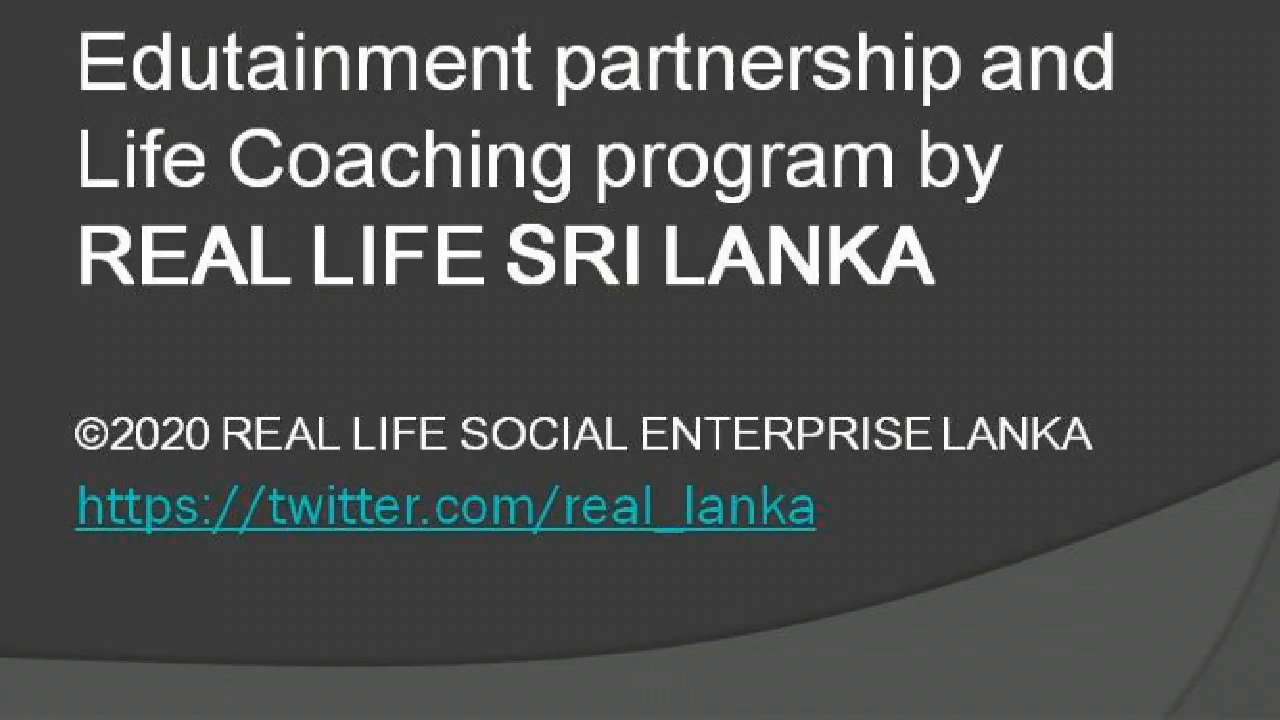 Edutainment partnership and
Life Coaching program by
REAL LIFE SRI LANKA
©2020 REAL LIFE SOCIAL ENTERPRISE LANKA
https://twitter.com/real_lanka